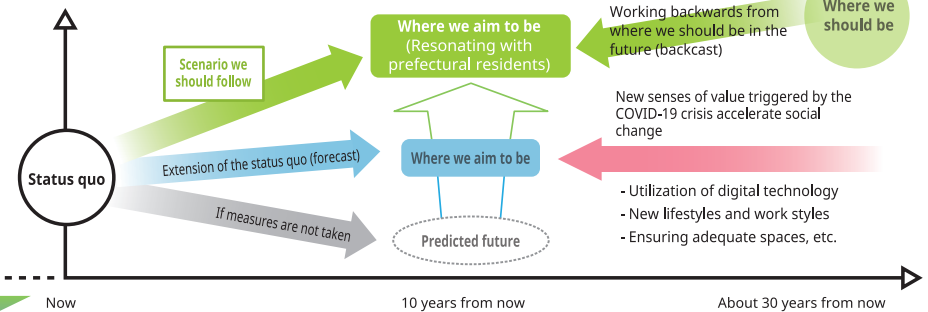 Where we aim to be
(Resonating with
prefectural residents)
Working backwards from
where we should be in the
future (backcast)
Where we
should be
Scenario we
should follow
New senses of value triggered by the
COVID-19 crisis accelerate social
change
Status quo
Extension of the status quo (forecast)
Where we aim to be
- Utilization of digital technology
- New lifestyles and work styles
- Ensuring adequate spaces, etc.
If measures are not taken
Predicted future
Now
10 years from now
About 30 years from now